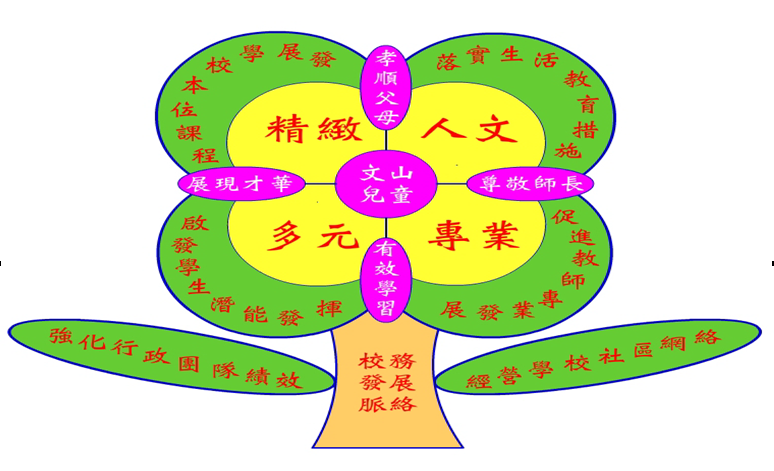 發展學校本位課程
落實生活教育措施
孝順父母
精緻
人文
展現才華
文山
兒童
尊敬師長
多元
專業
有效學習
啟發學生潛能發揮
促進教師專業發展
強化行政團隊績效
校務
發展
脈絡
經營學校社區網絡